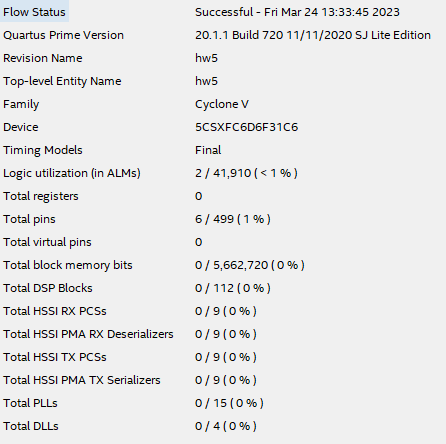 Flow Status Successful - Fri Mar 24 13:33:45 2023
Quartus Prime Version 20.1.1 Build 720 11/11/2020 SJ Lite Edition
Revision Name hw5
Top-level Entity Name hw5
Family Cyclone V
Device 5CSXFC6D6F31C6
Timing Models Final
Logic utilization (in ALMs) 2 / 41,910 ( < 1 % )
Total registers 0
Total pins 6 / 499 ( 1 % )
Total virtual pins 0
Total block memory bits 0 / 5,662,720 ( 0 % )
Total DSP Blocks 0 / 112 ( 0 % )
Total HSSI RX PCSs 0 / 9 ( 0 % )
Total HSSI PMA RX Deserializers 0 / 9 ( 0 % )
Total HSSI TX PCSs 0 / 9 ( 0 % )
Total HSSI PMA TX Serializers 0 / 9 ( 0 % )
Total PLLs 0 / 15 ( 0 % )
Total DLLs 0 / 4 ( 0 % )